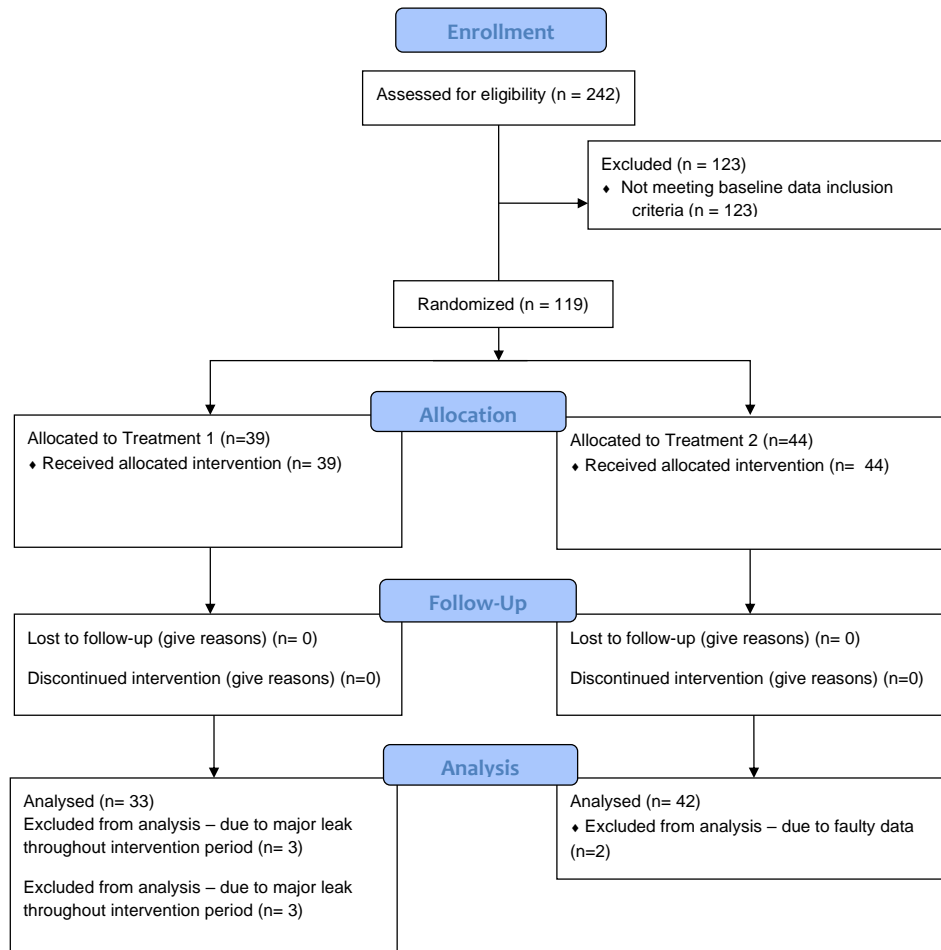 Enrollment
Assessed for eligibility (n = 242)
Excluded (n = 123)
♦ Not meeting baseline data inclusion
criteria (n = 123)
Randomized (n = 119)
Allocation
Allocated to Treatment 1 (n=39)
♦ Received allocated intervention (n= 39)
Allocated to Treatment 2 (n=44)
♦ Received allocated intervention (n= 44)
Follow-Up
Lost to follow-up (give reasons) (n= 0)
Discontinued intervention (give reasons) (n=0)
Lost to follow-up (give reasons) (n= 0)
Discontinued intervention (give reasons) (n=0)
Analysis
Analysed (n= 33)
Excluded from analysis – due to major leak
throughout intervention period (n= 3)
Excluded from analysis – due to major leak
throughout intervention period (n= 3)
Analysed (n= 42)
♦ Excluded from analysis – due to faulty data
(n=2)